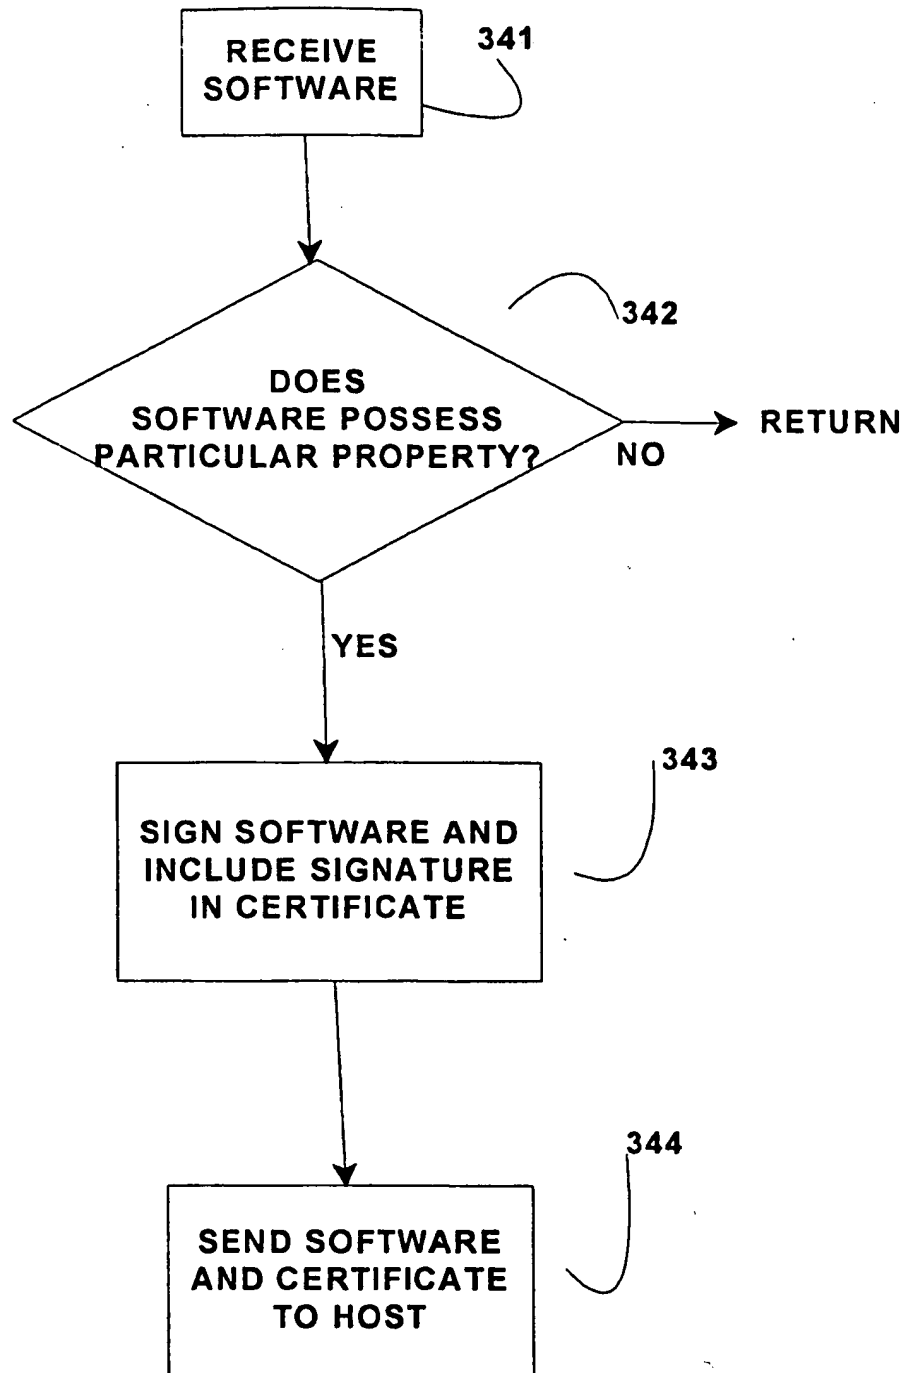 RECEIVE
SOFTWARE
341
342
DOES
SOFTWARE POSSESS
PARTICULAR PROPERTY?
NO
RETURN
YES
343
SIGN SOFTWARE AND
INCLUDE SIGNATURE
IN CERTIFICATE
344
SEND SOFTWARE
AND CERTIFICATE
TO HOST